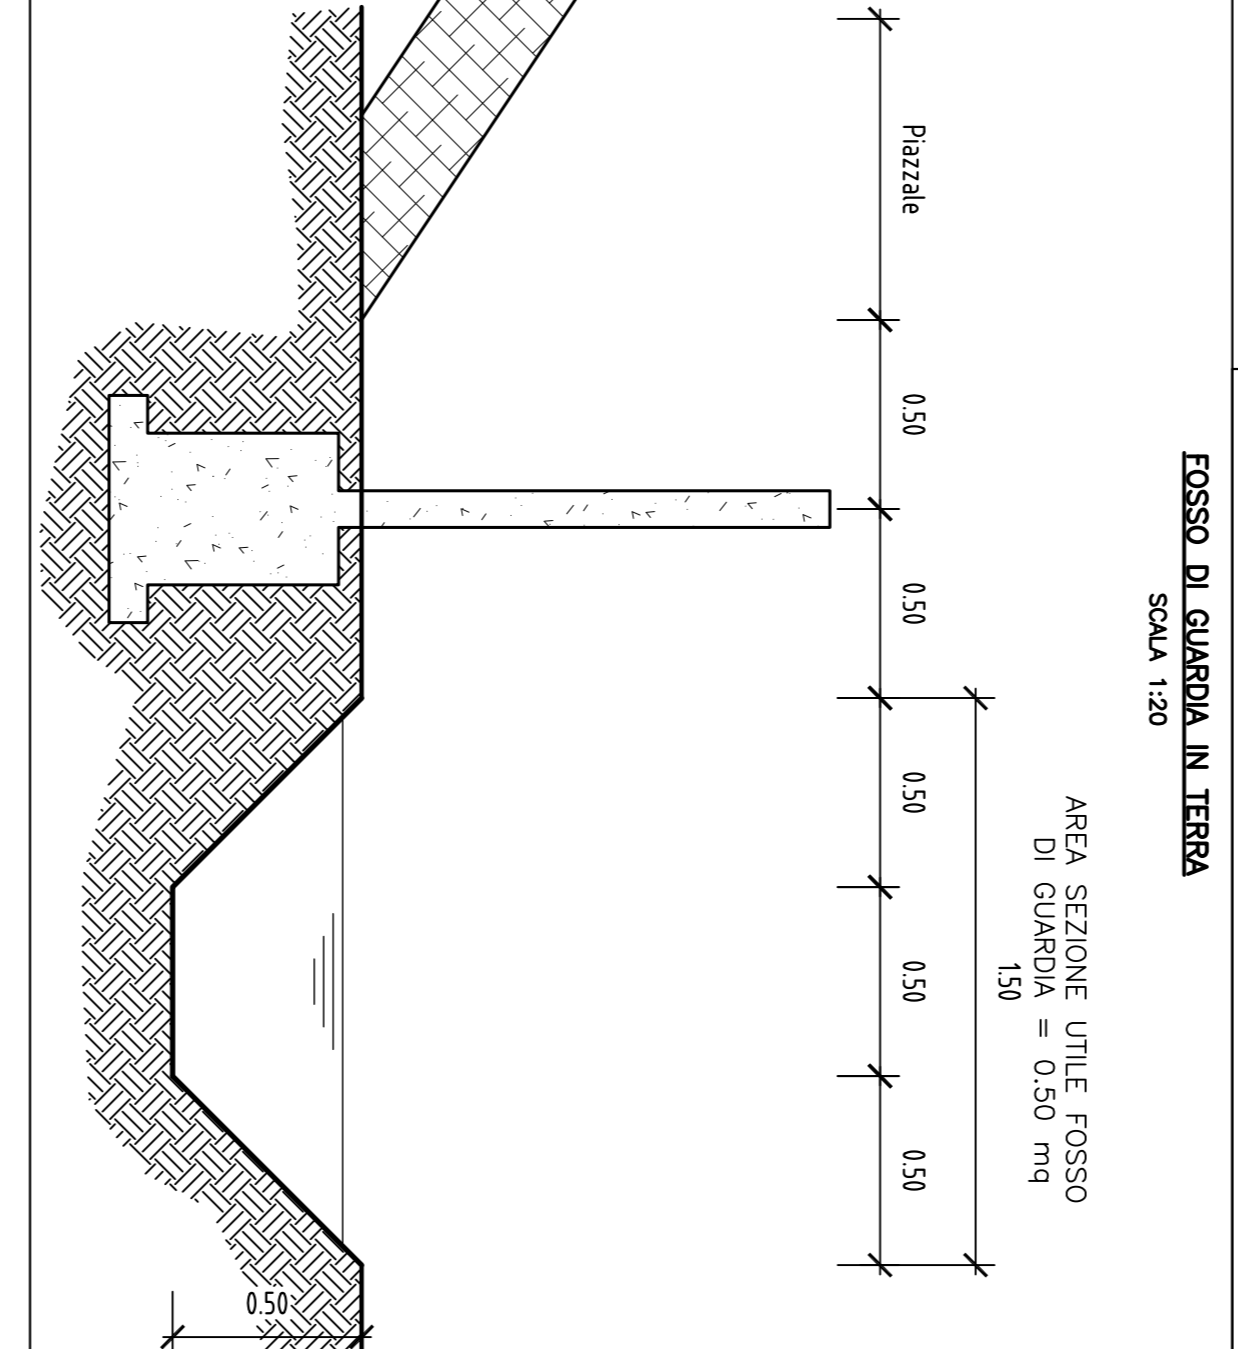 FOSSO DI GUARDIA IN TERRA
SCALA 1:20
AREA SEZIONE UTILE FOSSO
DI GUARDIA = 0.50 mq
1.50
Piazzale
0.50
0.50
0.50
0.50
0.50
0.50